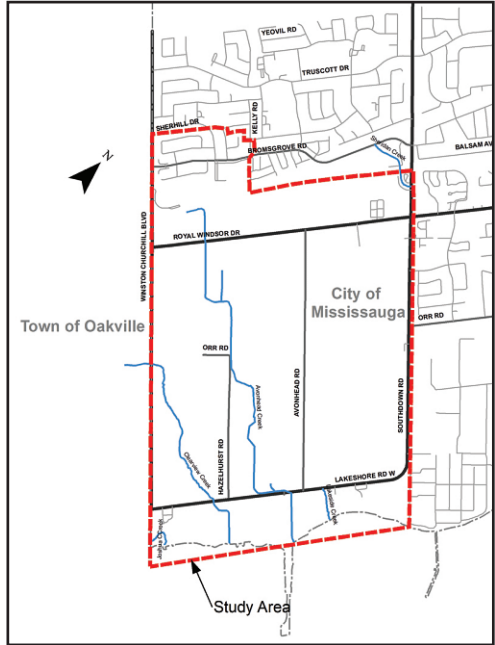 YEOVIL RD
TRUSCOTT DR
KELLY RD
SHERHILL DR
BROMSGROVE RD
Sheridan Creek
BALSAM AV
N
WINSTON CHURCHILL BLVD
ROYAL WINDSOR DR
Town of Oakville
City of
Mississauga
ORR RD
ORR RD
SOUTHDOWN RD
AVONHEAD RD
Avonhead Creek
HAZELHURST RD
Clearview Creek
LAKESHORE RD W
Lakeside Creek
Joshua Creek
Study Area